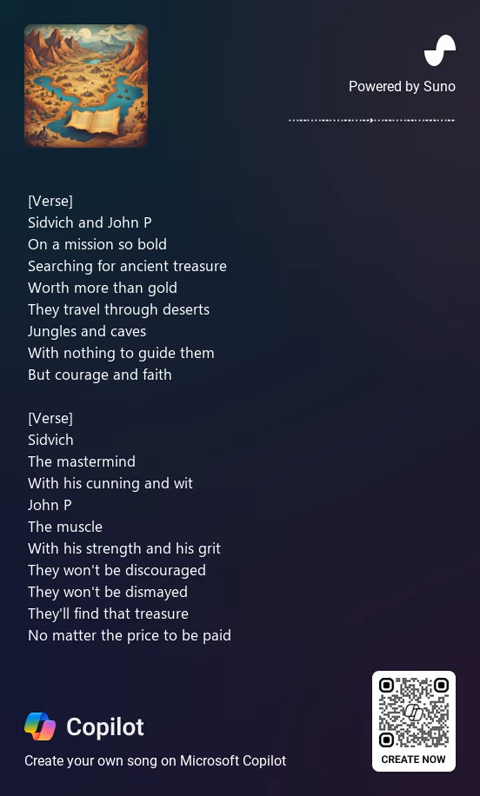 Powered by Suno
[Verse]
Sidvich and John P
On a mission so bold
Searching for ancient treasure
Worth more than gold
They travel through deserts
Jungles and caves
With nothing to guide them
But courage and faith
[Verse]
Sidvich
The mastermind
With his cunning and wit
John P
The muscle
With his strength and his grit
They won't be discouraged
They won't be dismayed
They'll find that treasure
No matter the price to be paid
Copilot
Create your own song on Microsoft Copilot
CREATE NOW